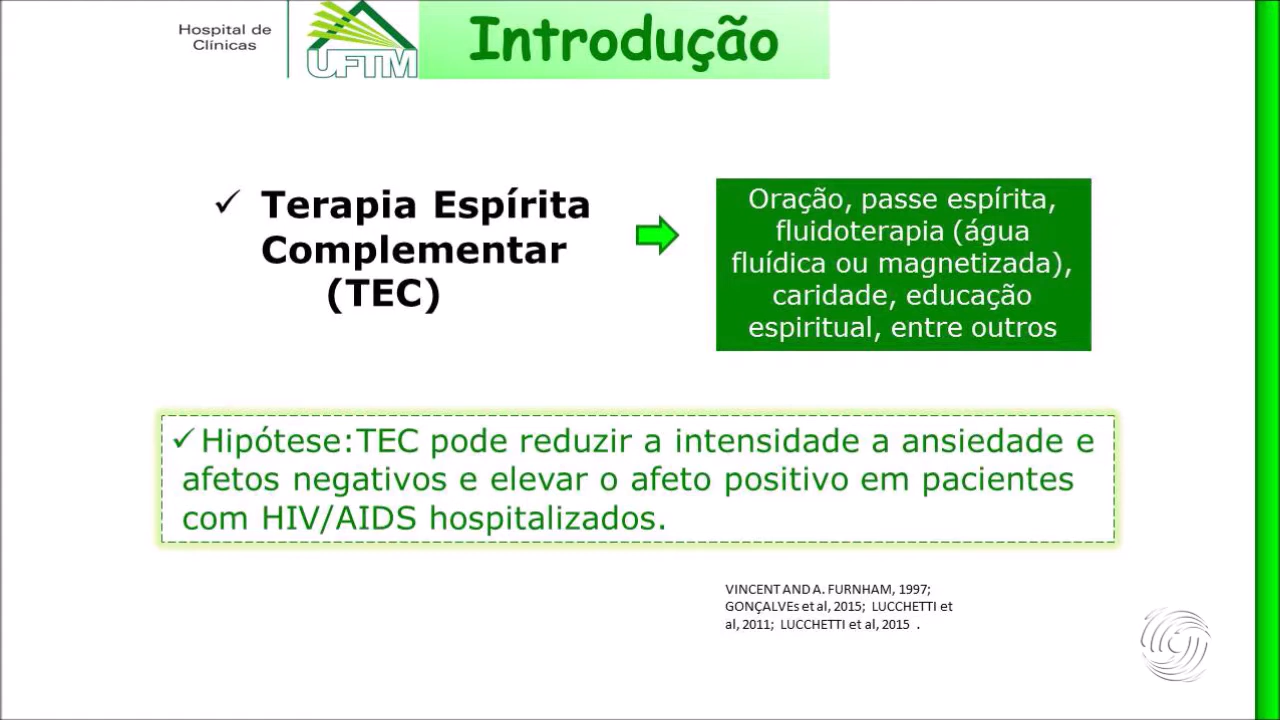 Hospital de
Clínicas
UFTM
Introdução
✓ Terapia Espírita
Complementar
(TEC)
Oração, passe espírita,
fluidoterapia (água
fluídica ou magnetizada),
caridade, educação
espiritual, entre outros
✓Hipótese:TEC pode reduzir a intensidade a ansiedade e
afetos negativos e elevar o afeto positivo em pacientes
com HIV/AIDS hospitalizados.
VINCENT AND A. FURNHAM, 1997;
GONÇALVEs et al, 2015; LUCCHETTI et
al, 2011; LUCCHETTI et al, 2015 .